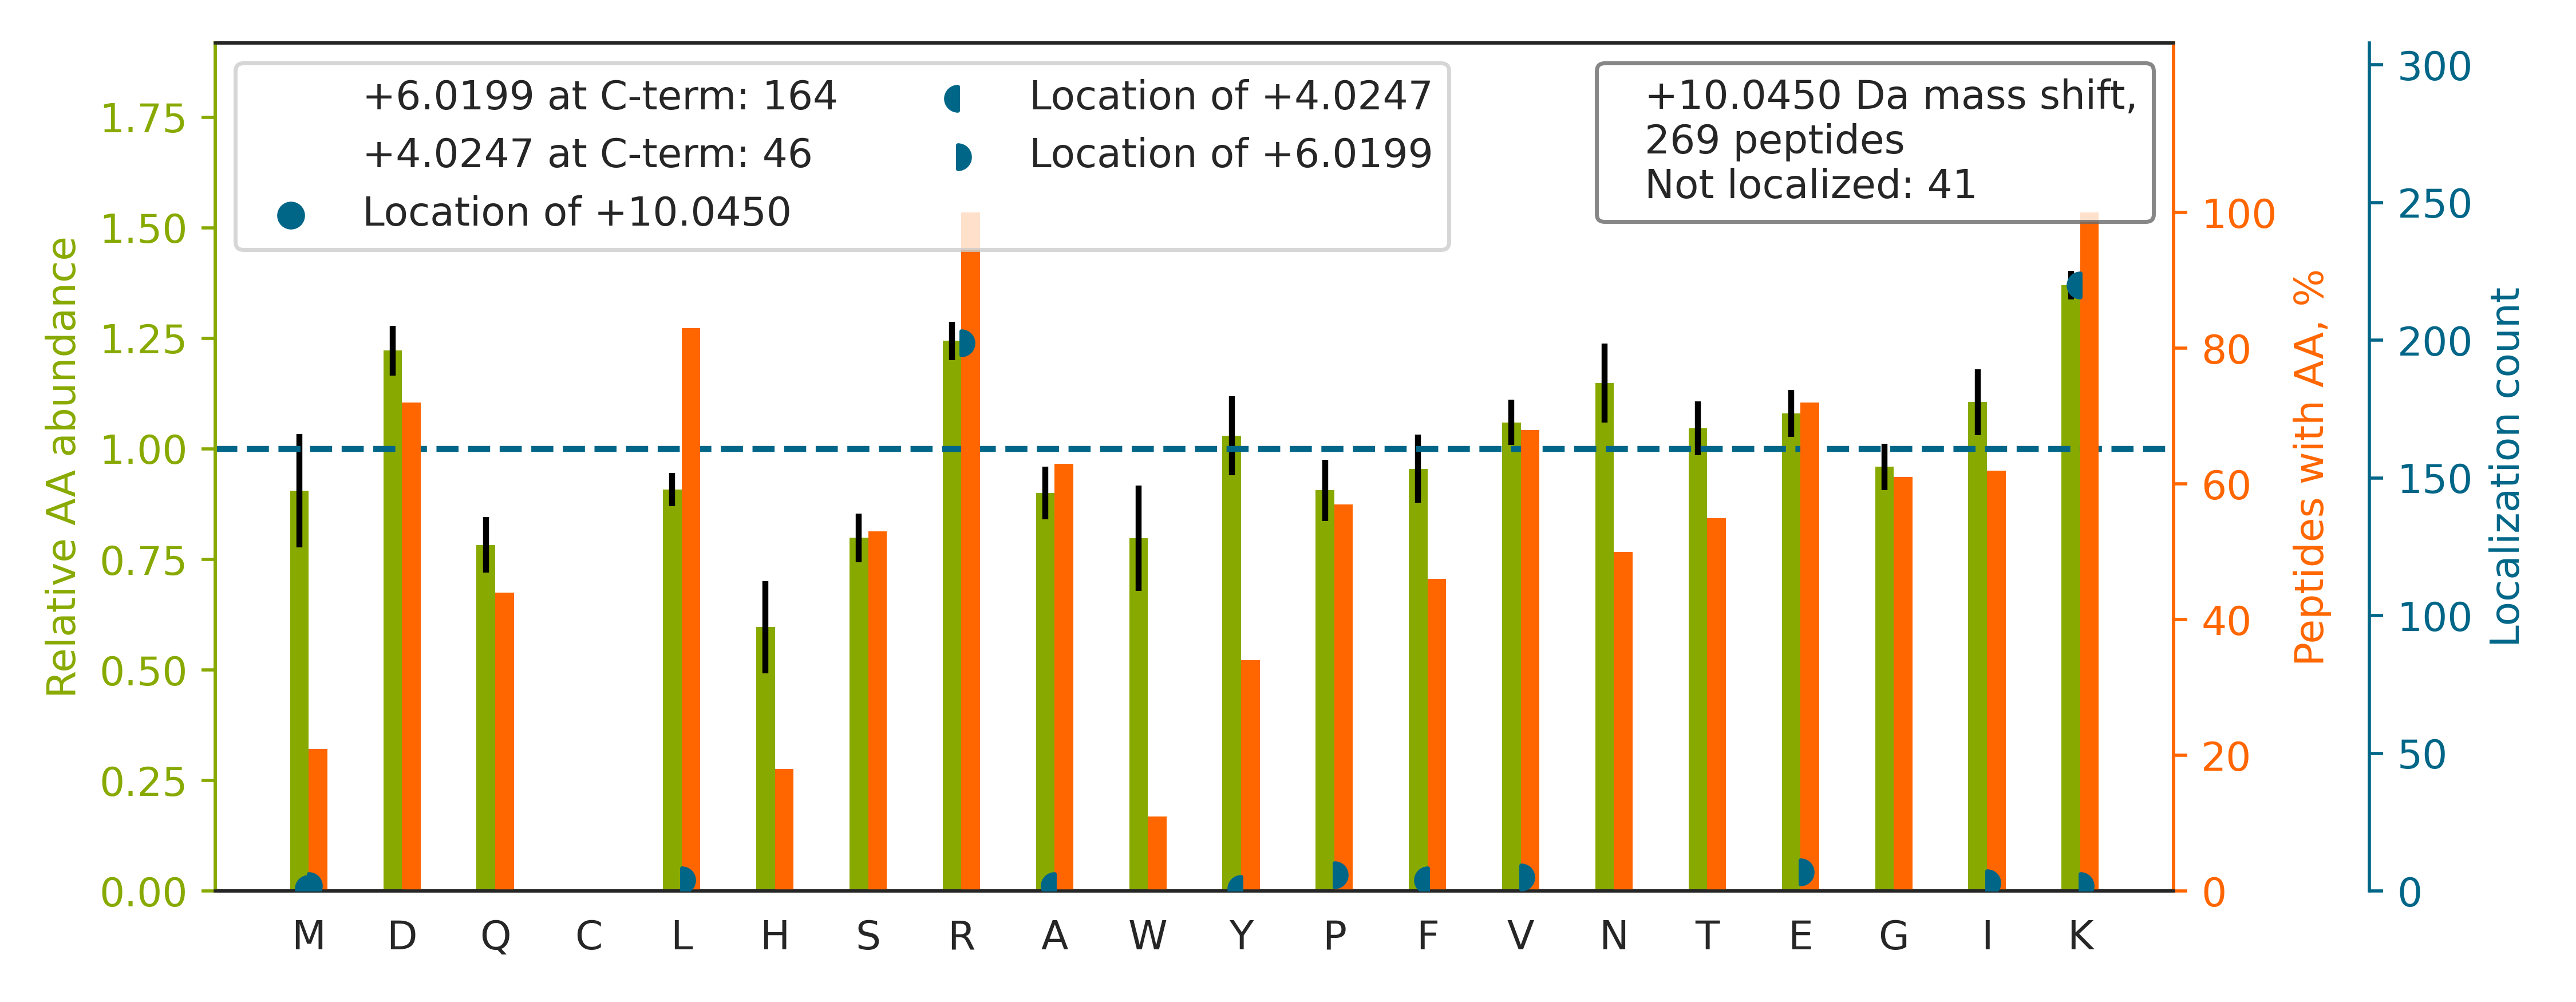 +6.0199 at C-term: 164
+4.0247 at C-term: 46
Location of +10.0450
Location of +4.0247
Location of +6.0199
+10.0450 Da mass shift,
269 peptides
Not localized: 41
Relative AA abundance
1.75
1.50
1.25
1.00
0.75
0.50
0.25
0.00
100
80
60
40
20
0
Peptides with AA, %
300
250
200
150
100
50
0
Localization count
M D Q C L H S R A W Y P F V N T E G I K